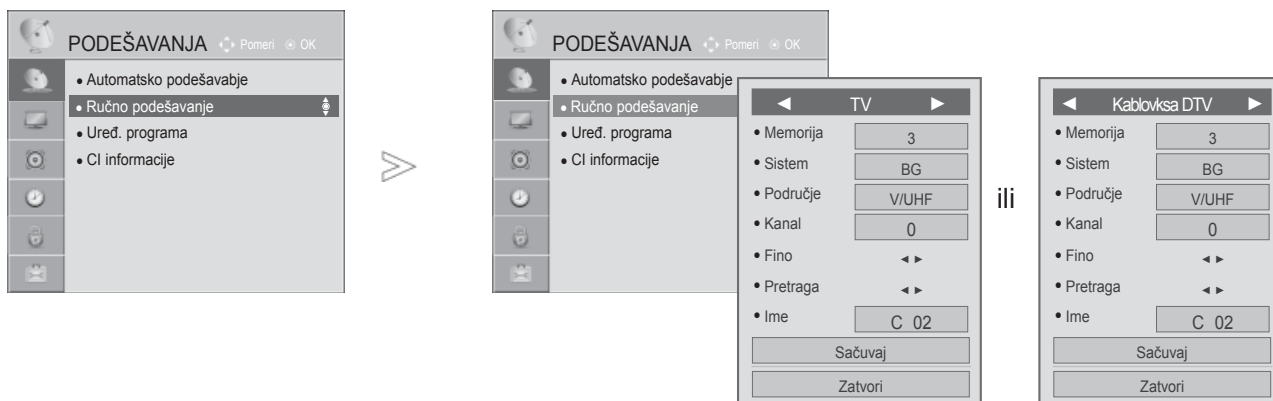 PODEŠAVANJA Pomeri OK
• Automatsko podešavabje
• Ručno podešavanje
• Uređ. programa
• CI informacije
PODEŠAVANJA Pomeri OK
• Automatsko podešavabje
• Ručno podešavanje
• Uređ. programa
• CI informacije
◄ TV ►
• Memorija 3
• Sistem BG
• Područje V/UHF
• Kanal 0
• Fino ◄ ►
• Pretraga ◄ ►
• Ime C 02
Sačuvaj
Zatvori
ili
◄ Kablovksa DTV ►
• Memorija 3
• Sistem BG
• Područje V/UHF
• Kanal 0
• Fino ◄ ►
• Pretraga ◄ ►
• Ime C 02
Sačuvaj
Zatvori